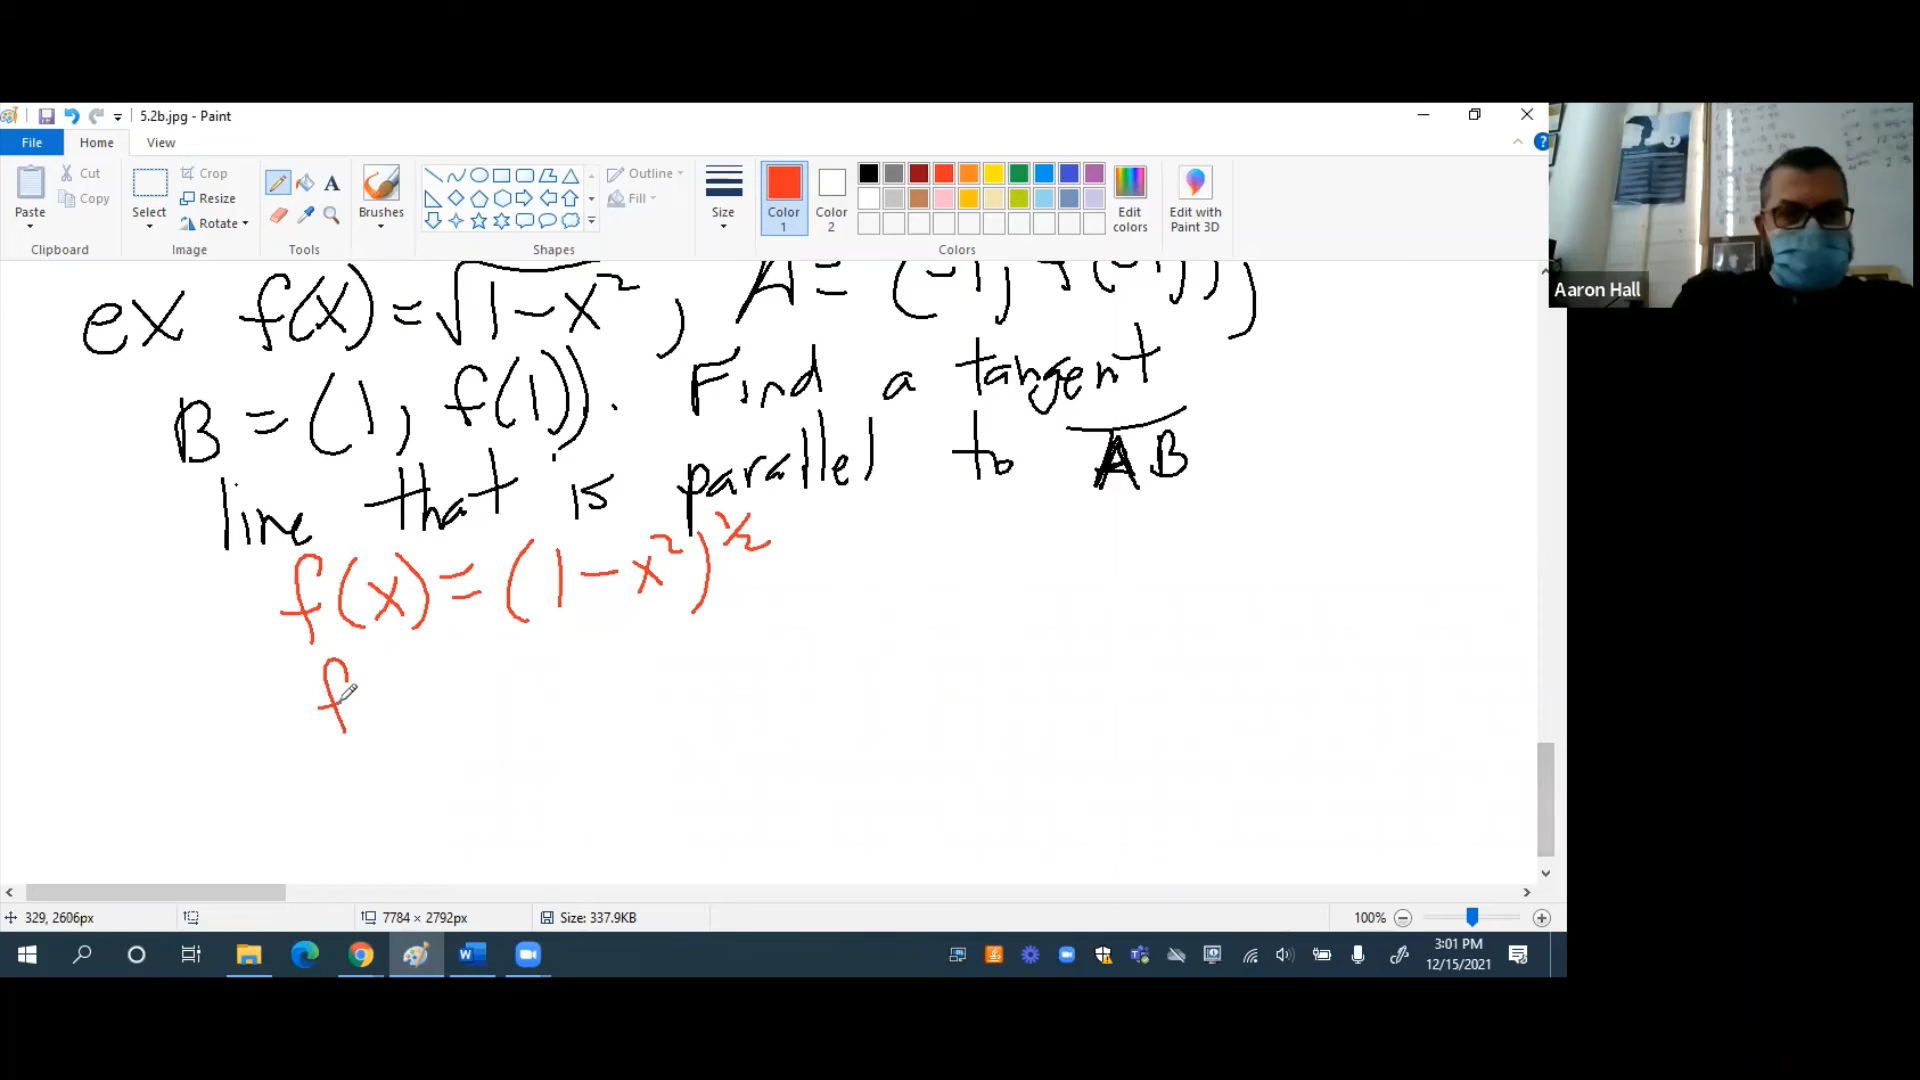 5.2b.jpg - Paint
File Home View
Paste
Cut
Copy
Clipboard
Select
Crop
Resize
Rotate
Image
Tools
Brushes
Shapes
Outline
Fill
Size
Color 1
Color 2
Edit colors
Colors
Edit with Paint 3D
Aaron Hall
ex f(x) = √1-x², A = (-1, f(-1))
B = (1, f(1)). Find a tangent
line that is parallel to AB
f(x) = (1-x²)^1/2
f
329, 2606px
7784 × 2792px
Size: 337.9KB
100%
3:01 PM
12/15/2021